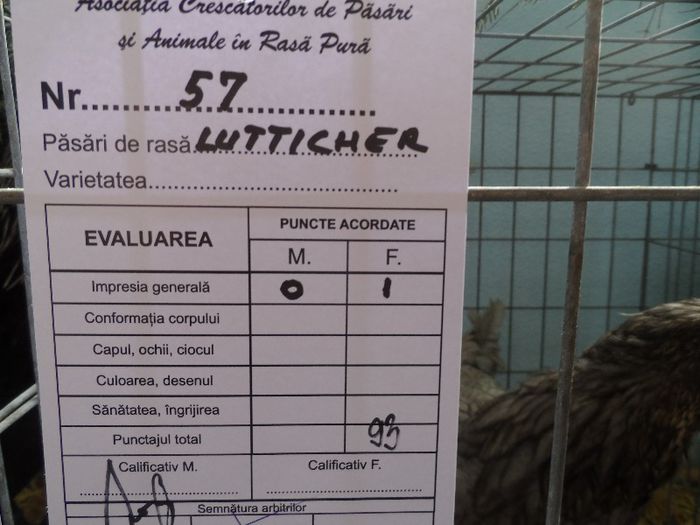 Asociația Crescătorilor de Păsări
și Animale în Rasă Pură
Nr. 57
Păsări de rasă LUTTICHER
Varietatea
EVALUAREA PUNCTE ACORDATE
M. F.
Impresia generală 0 1
Conformația corpului
Capul, ochii, ciocul
Culoarea, desenul
Sănătatea, îngrijirea
Punctajul total 93
Calificativ M. Calificativ F.
Semnătura arbitrilor